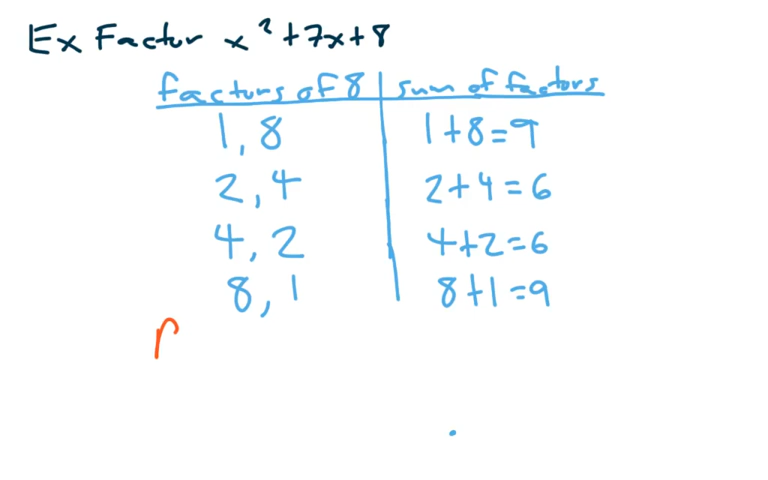 Ex Factor x²+7x+8
factors of 8 sum of factors
1, 8 1+8=9
2, 4 2+4=6
4, 2 4+2=6
8, 1 8+1=9
r